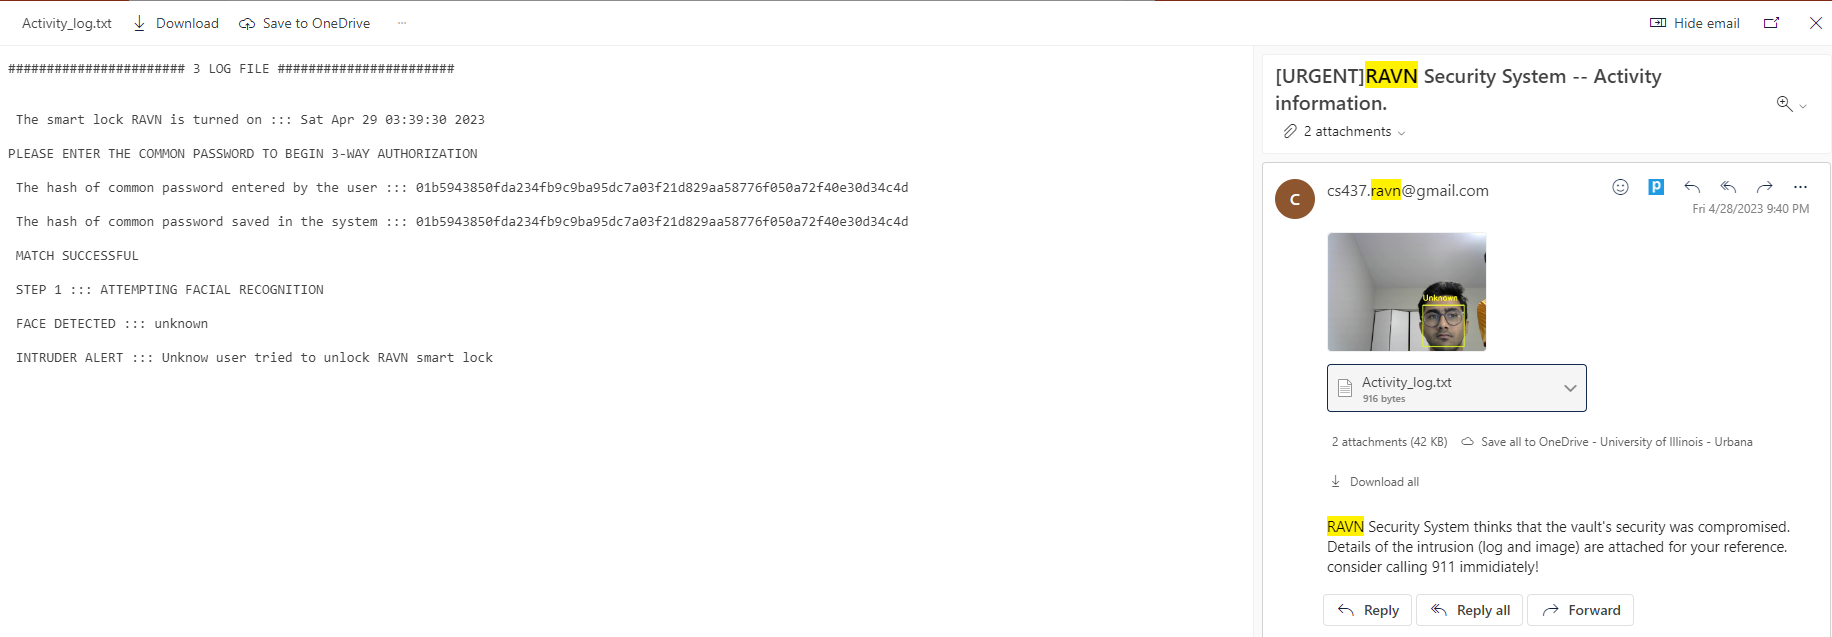 Activity_log.txt Download Save to OneDrive ...
Hide email
####################### 3 LOG FILE #######################
The smart lock RAVN is turned on ::: Sat Apr 29 03:39:30 2023
PLEASE ENTER THE COMMON PASSWORD TO BEGIN 3-WAY AUTHORIZATION
The hash of common password entered by the user ::: 01b5943850fda234fb9c9ba95dc7a03f21d829aa58776f050a72f40e30d34c4d
The hash of common password saved in the system ::: 01b5943850fda234fb9c9ba95dc7a03f21d829aa58776f050a72f40e30d34c4d
MATCH SUCCESSFUL
STEP 1 ::: ATTEMPTING FACIAL RECOGNITION
FACE DETECTED ::: unknown
INTRUDER ALERT ::: Unknow user tried to unlock RAVN smart lock
[URGENT]RAVN Security System -- Activity
information.
2 attachments
C
cs437.ravn@gmail.com
Fri 4/28/2023 9:40 PM
Unknown
Activity_log.txt
916 bytes
2 attachments (42 KB) Save all to OneDrive - University of Illinois - Urbana
Download all
RAVN Security System thinks that the vault's security was compromised.
Details of the intrusion (log and image) are attached for your reference.
consider calling 911 immidiately!
Reply Reply all Forward